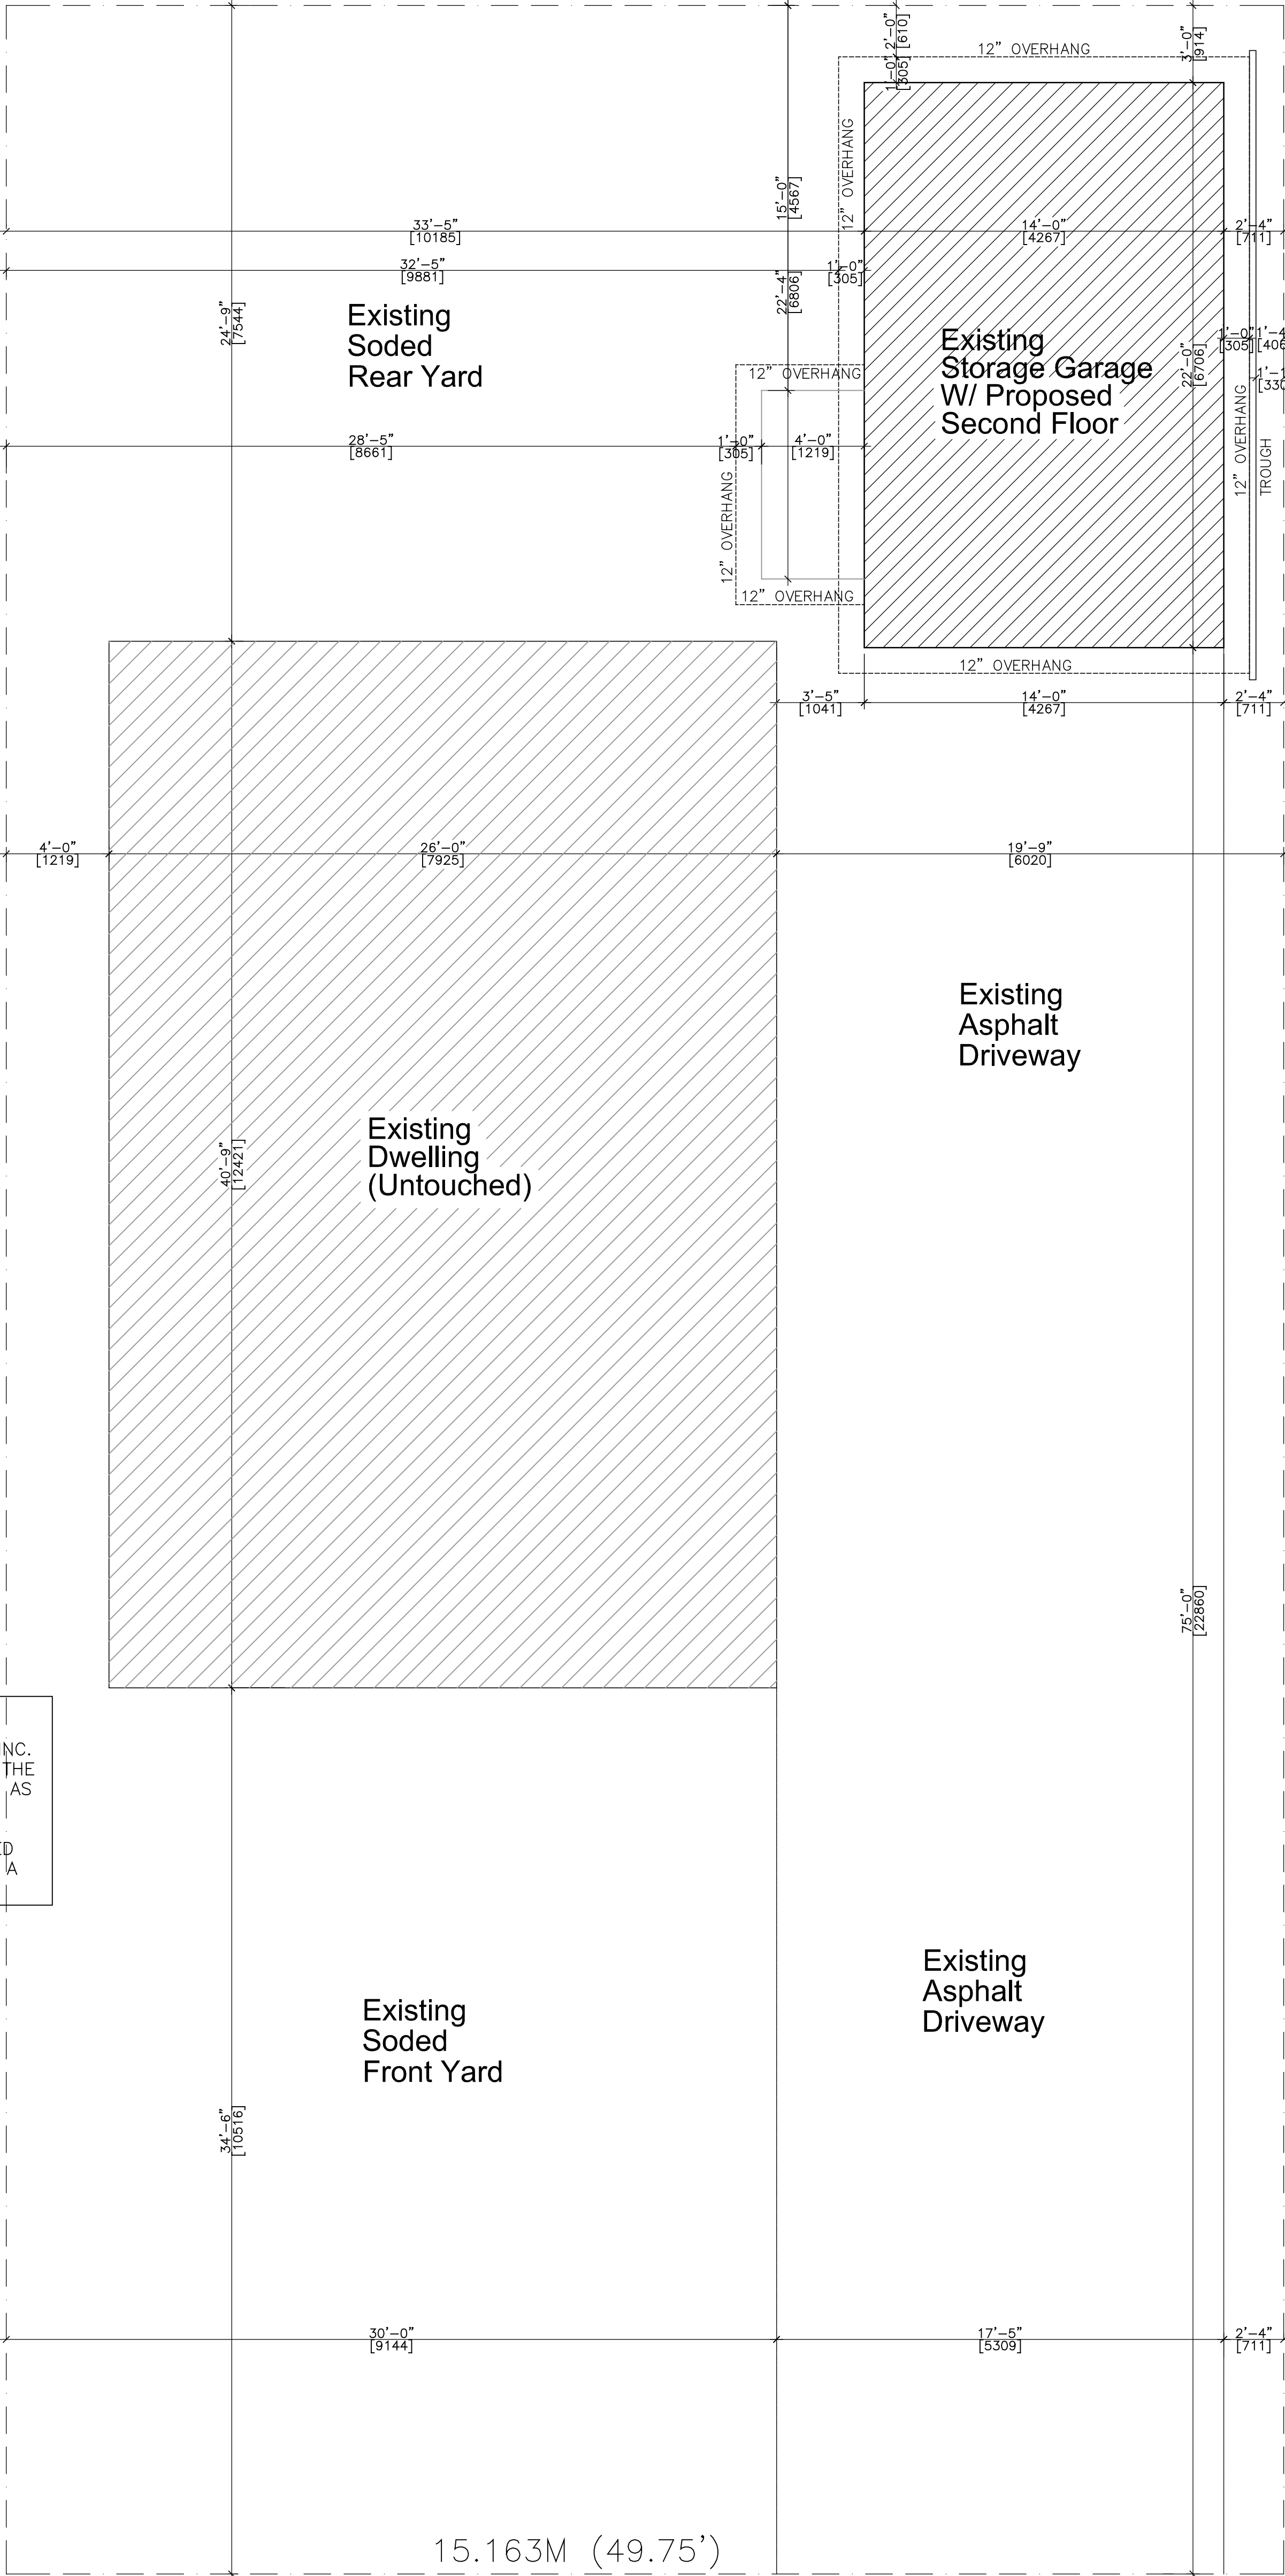 2'-0"
[610]
1'-0"
[305]
3'-0"
[914]
12" OVERHANG
12" OVERHANG
15'-0"
[4567]
33'-5"
[10185]
14'-0"
[4267]
2'-4"
[711]
32'-5"
[9881]
1'-0"
[305]
22'-4"
[6806]
24'-9"
[7544]
Existing
Soded
Rear Yard
Existing
Storage Garage
W/ Proposed
Second Floor
22'-0"
[6706]
1'-0"
[305]
12" OVERHANG
TROUGH
12" OVERHANG
28'-5"
[8661]
1'-0"
[305]
4'-0"
[1219]
12" OVERHANG
12" OVERHANG
12" OVERHANG
3'-5"
[1041]
14'-0"
[4267]
2'-4"
[711]
4'-0"
[1219]
26'-0"
[7925]
19'-9"
[6020]
Existing
Asphalt
Driveway
Existing
Dwelling
(Untouched)
40'-9"
[12421]
75'-0"
[22860]
INC.
THE
AS
A
Existing
Asphalt
Driveway
Existing
Soded
Front Yard
34'-6"
[10516]
30'-0"
[9144]
17'-5"
[5309]
2'-4"
[711]
15.163M (49.75')